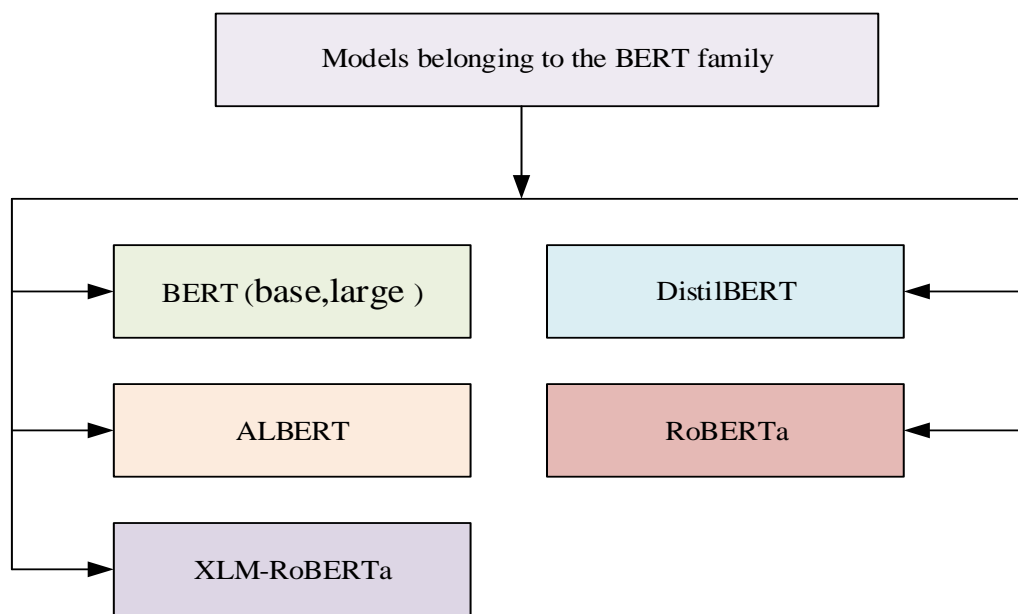 Models belonging to the BERT family
BERT (base,large )
DistilBERT
ALBERT
RoBERTa
XLM-RoBERTa